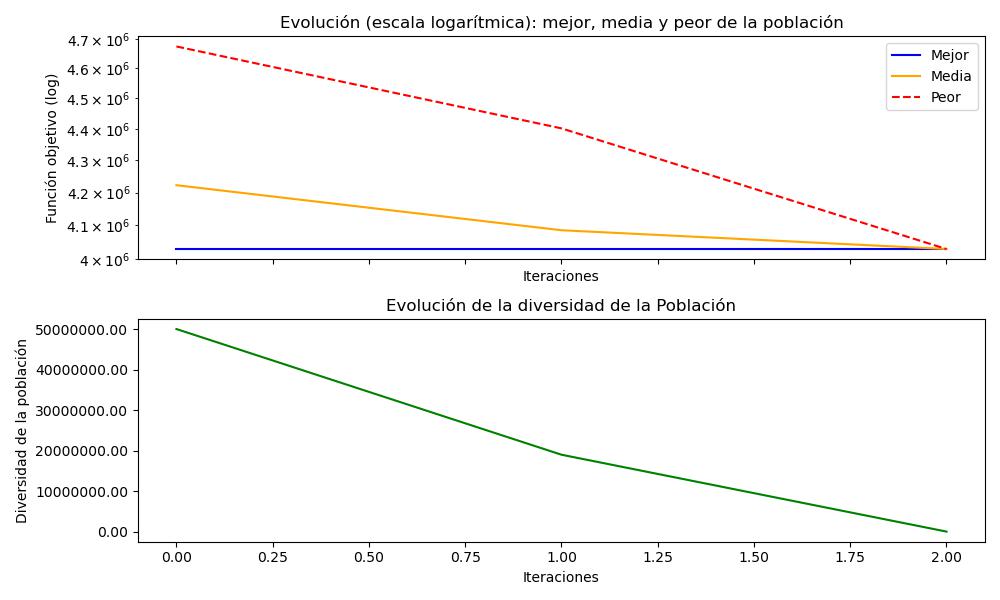 Evolución (escala logarítmica): mejor, media y peor de la población
4.7 × 10⁶
4.6 × 10⁶
4.5 × 10⁶
4.4 × 10⁶
4.3 × 10⁶
4.2 × 10⁶
4.1 × 10⁶
4 × 10⁶
Función objetivo (log)
Mejor
Media
Peor
Iteraciones
Evolución de la diversidad de la Población
50000000.00
40000000.00
30000000.00
20000000.00
10000000.00
0.00
Diversidad de la población
0.00 0.25 0.50 0.75 1.00 1.25 1.50 1.75 2.00
Iteraciones